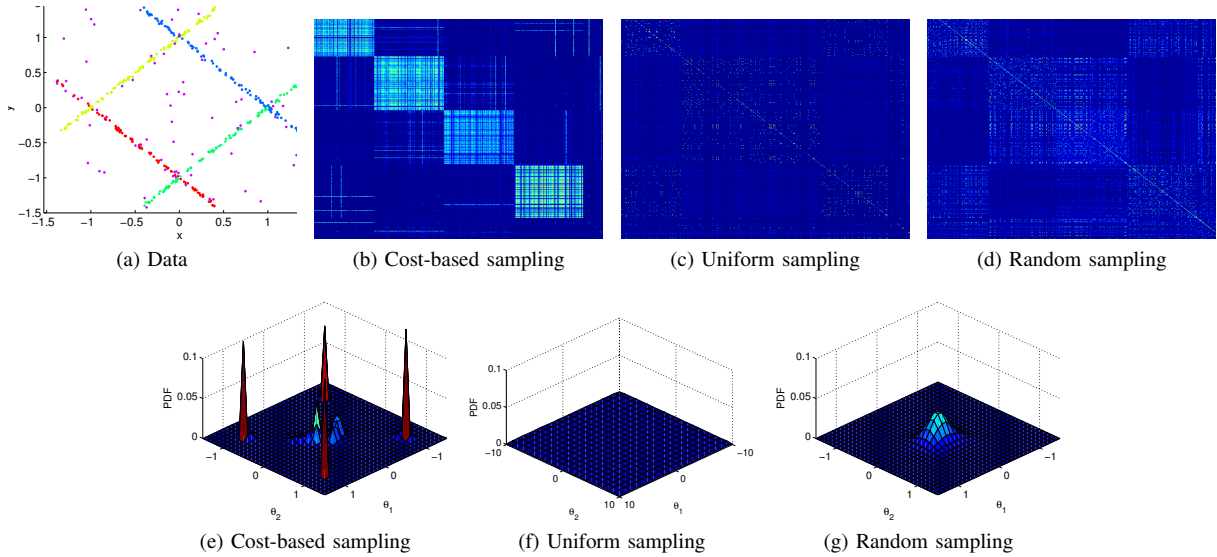 1
0.5
0
−0.5
−1
−1.5
y
−1.5 −1 −0.5 0 0.5 1
x
(a) Data
(b) Cost-based sampling
(c) Uniform sampling
(d) Random sampling
0.1
0.05
0
PDF
−1
0
1
θ2
1
0
−1
θ1
(e) Cost-based sampling
0.1
0.05
0
PDF
−10
0
10
θ2
10
0
−10
θ1
(f) Uniform sampling
0.1
0.05
0
PDF
−1
0
1
θ2
1
0
−1
θ1
(g) Random sampling